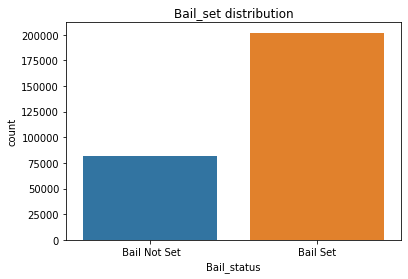 Bail_set distribution
200000
175000
150000
125000
100000
75000
50000
25000
0
count
Bail Not Set
Bail Set
Bail_status